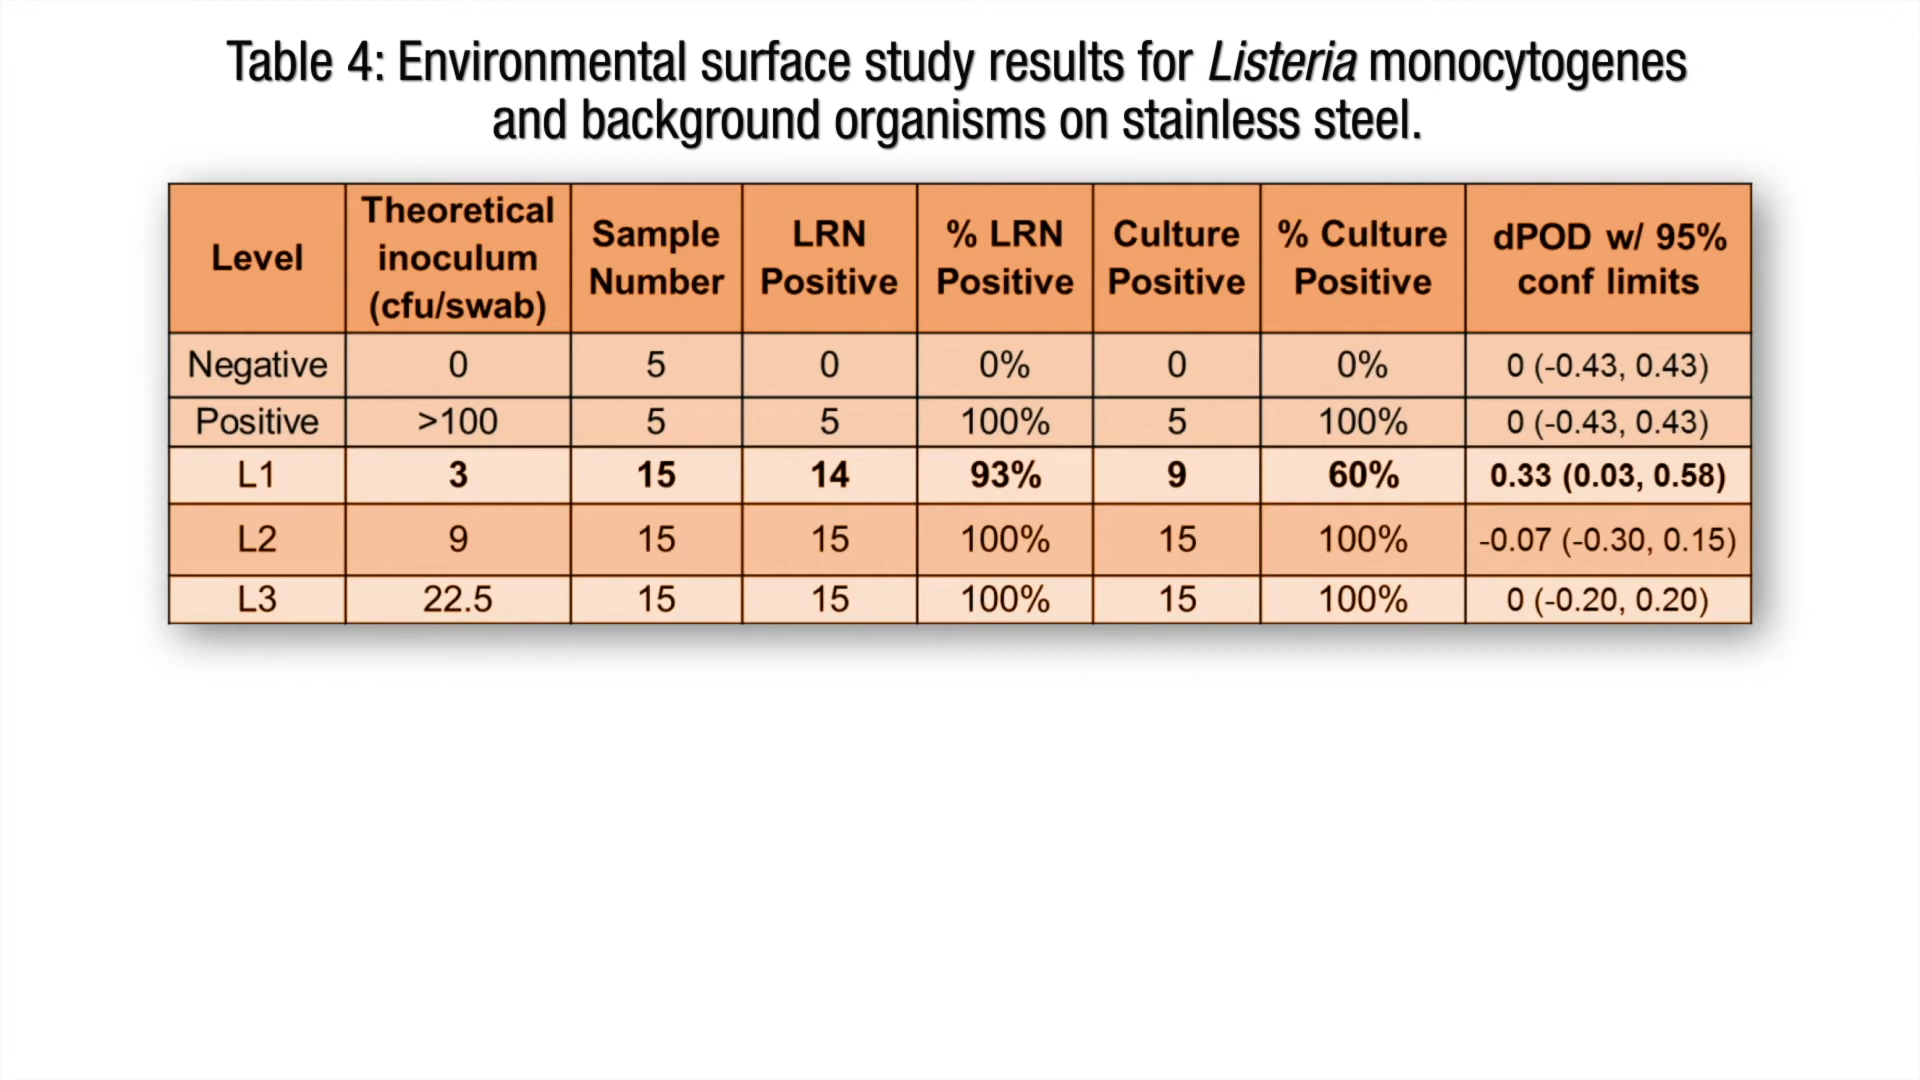 Table 4: Environmental surface study results for Listeria monocytogenes
and background organisms on stainless steel.
Level Theoretical inoculum (cfu/swab) Sample Number LRN Positive % LRN Positive Culture Positive % Culture Positive dPOD w/ 95% conf limits
Negative 0 5 0 0% 0 0% 0 (-0.43, 0.43)
Positive >100 5 5 100% 5 100% 0 (-0.43, 0.43)
L1 3 15 14 93% 9 60% 0.33 (0.03, 0.58)
L2 9 15 15 100% 15 100% -0.07 (-0.30, 0.15)
L3 22.5 15 15 100% 15 100% 0 (-0.20, 0.20)